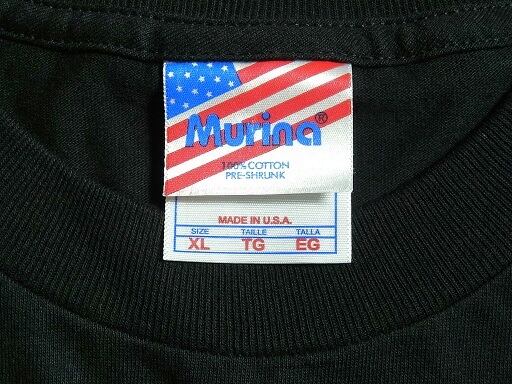 Murina®
100% COTTON
PRE-SHRUNK
MADE IN U.S.A.
SIZE TAILLE TALLA
XL TG EG